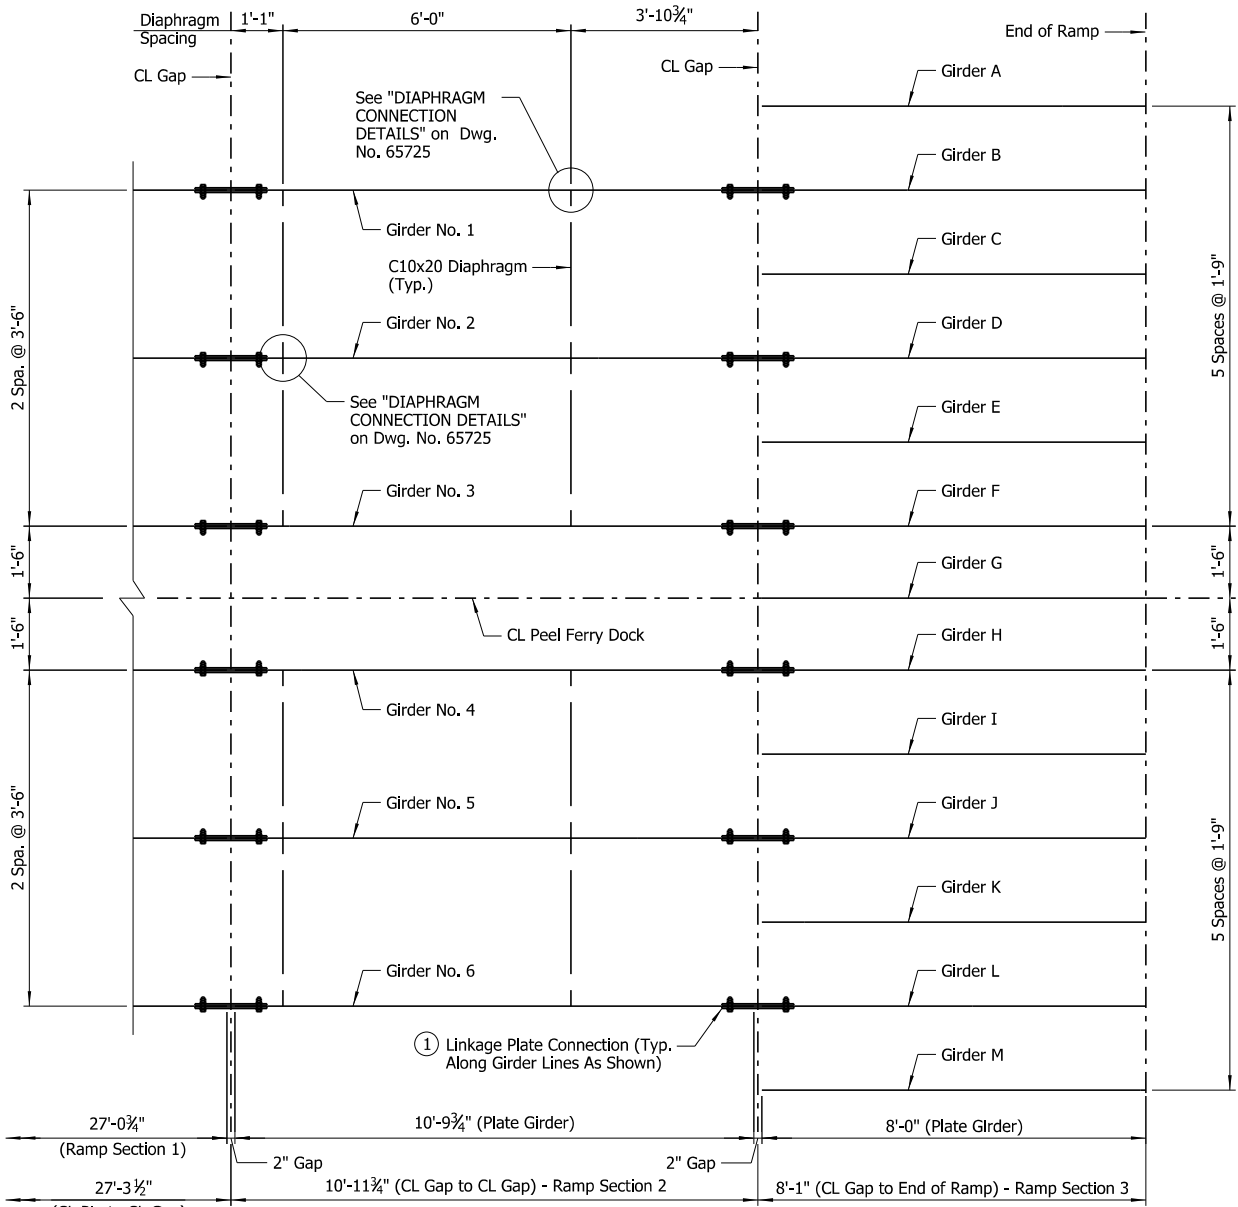 Diaphragm
Spacing
1'-1"
6'-0"
3'-10¾"
End of Ramp
CL Gap
CL Gap
Girder A
See "DIAPHRAGM
CONNECTION
DETAILS" on Dwg.
No. 65725
Girder B
Girder No. 1
Girder C
C10x20 Diaphragm
(Typ.)
2 Spa. @ 3'-6"
5 Spaces @ 1'-9"
Girder No. 2
Girder D
See "DIAPHRAGM
CONNECTION DETAILS"
on Dwg. No. 65725
Girder E
Girder No. 3
Girder F
1'-6"
1'-6"
Girder G
1'-6"
1'-6"
CL Peel Ferry Dock
Girder H
Girder No. 4
Girder I
2 Spa. @ 3'-6"
5 Spaces @ 1'-9"
Girder No. 5
Girder J
Girder K
Girder No. 6
Girder L
1 Linkage Plate Connection (Typ.
Along Girder Lines As Shown)
Girder M
27'-0¾"
(Ramp Section 1)
10'-9¾" (Plate Girder)
8'-0" (Plate Girder)
2" Gap
2" Gap
27'-3½"
10'-11¾" (CL Gap to CL Gap) - Ramp Section 2
8'-1" (CL Gap to End of Ramp) - Ramp Section 3